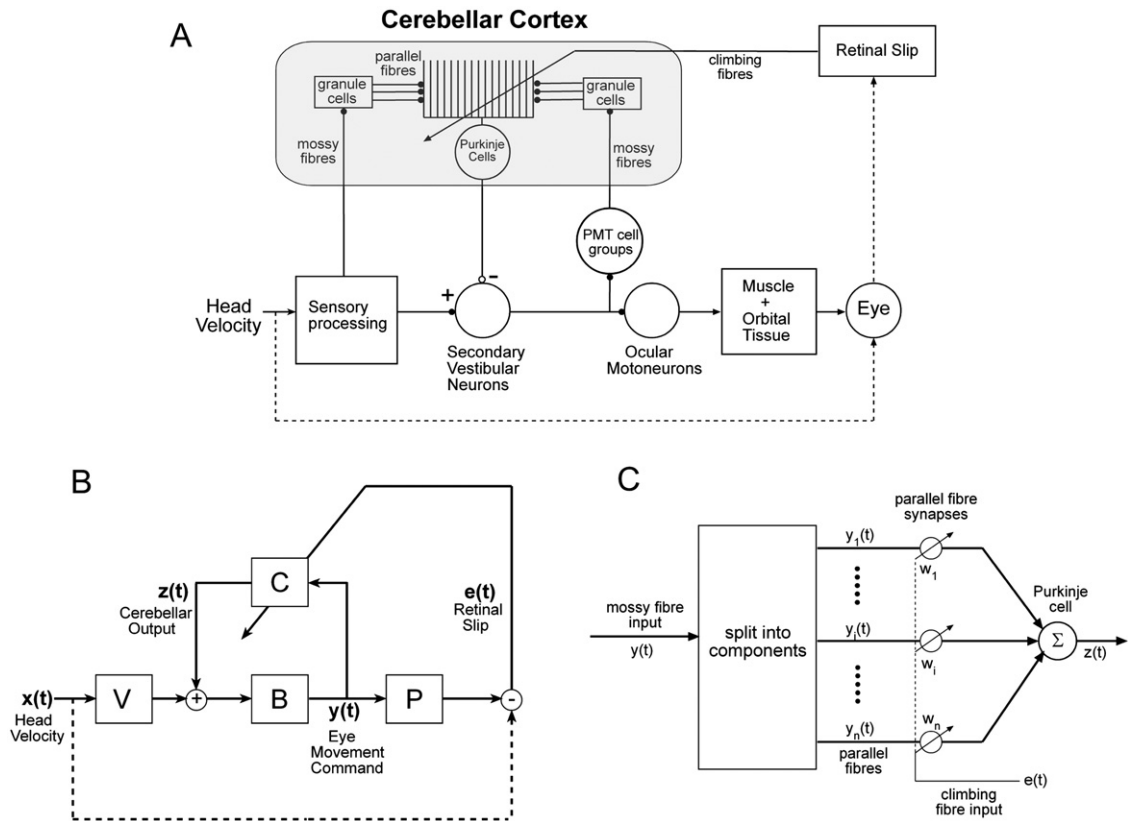 Cerebellar Cortex
A
parallel
fibres
granule
cells
granule
cells
climbing
fibres
Retinal Slip
mossy
fibres
Purkinje
Cells
mossy
fibres
PMT cell
groups
Head
Velocity
Sensory
processing
+
-
Secondary
Vestibular
Neurons
Ocular
Motoneurons
Muscle
+
Orbital
Tissue
Eye
B
C
z(t)
Cerebellar
Output
e(t)
Retinal
Slip
x(t)
Head
Velocity
V
+
B
y(t)
Eye
Movement
Command
P
-
C
mossy fibre
input
y(t)
split into
components
parallel fibre
synapses
y1(t)
w1
yi(t)
wi
yn(t)
wn
parallel
fibres
Purkinje
cell
Σ
z(t)
e(t)
climbing
fibre input